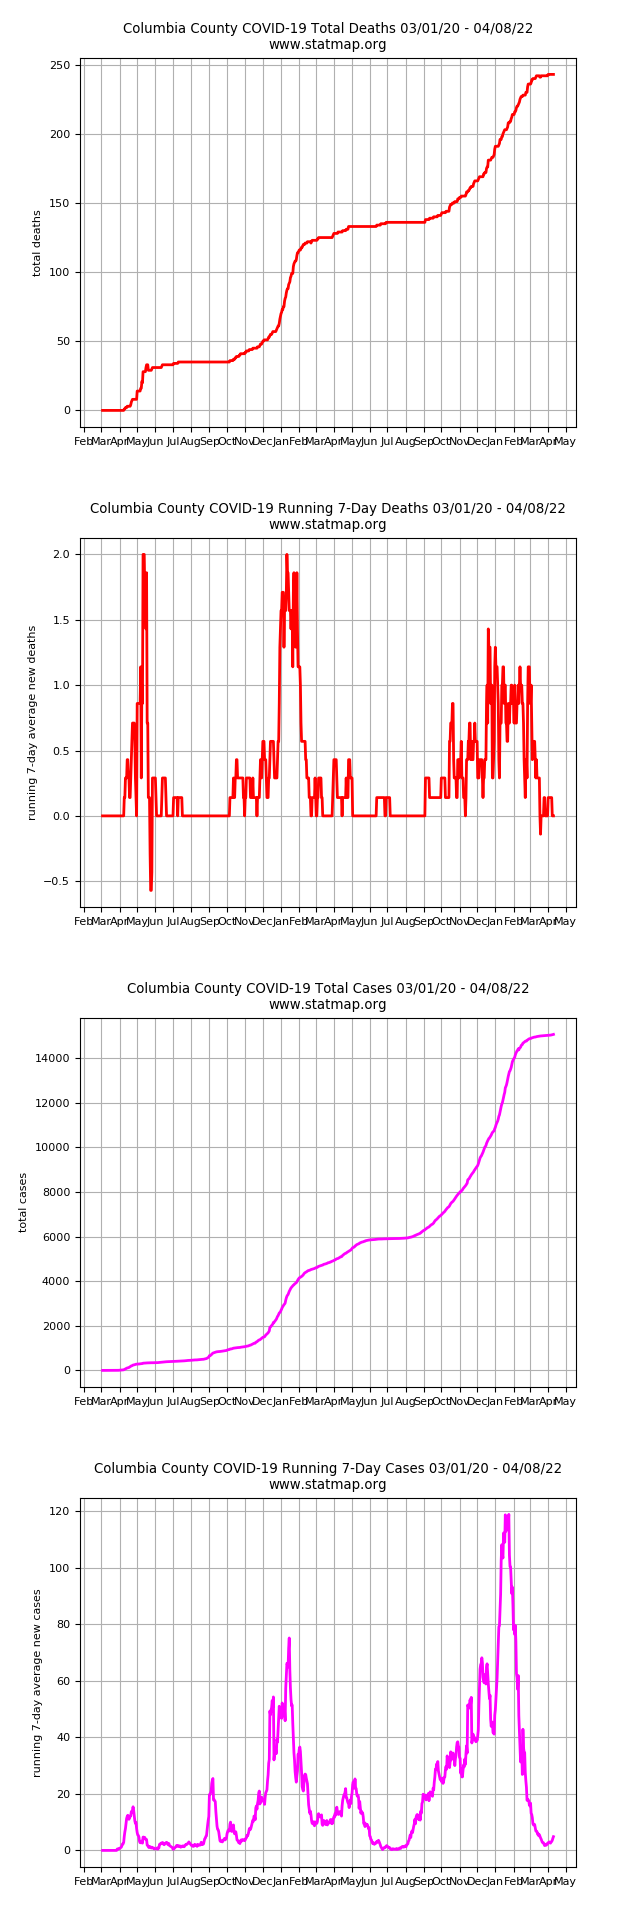 Columbia County COVID-19 Total Deaths 03/01/20 - 04/08/22
www.statmap.org
250
200
150
100
50
0
total deaths
Feb Mar Apr May Jun Jul Aug Sep Oct Nov Dec Jan Feb Mar Apr May Jun Jul Aug Sep Oct Nov Dec Jan Feb Mar Apr May
Columbia County COVID-19 Running 7-Day Deaths 03/01/20 - 04/08/22
www.statmap.org
2.0
1.5
1.0
0.5
0.0
−0.5
running 7-day average new deaths
Feb Mar Apr May Jun Jul Aug Sep Oct Nov Dec Jan Feb Mar Apr May Jun Jul Aug Sep Oct Nov Dec Jan Feb Mar Apr May
Columbia County COVID-19 Total Cases 03/01/20 - 04/08/22
www.statmap.org
14000
12000
10000
8000
6000
4000
2000
0
total cases
Feb Mar Apr May Jun Jul Aug Sep Oct Nov Dec Jan Feb Mar Apr May Jun Jul Aug Sep Oct Nov Dec Jan Feb Mar Apr May
Columbia County COVID-19 Running 7-Day Cases 03/01/20 - 04/08/22
www.statmap.org
120
100
80
60
40
20
0
running 7-day average new cases
Feb Mar Apr May Jun Jul Aug Sep Oct Nov Dec Jan Feb Mar Apr May Jun Jul Aug Sep Oct Nov Dec Jan Feb Mar Apr May